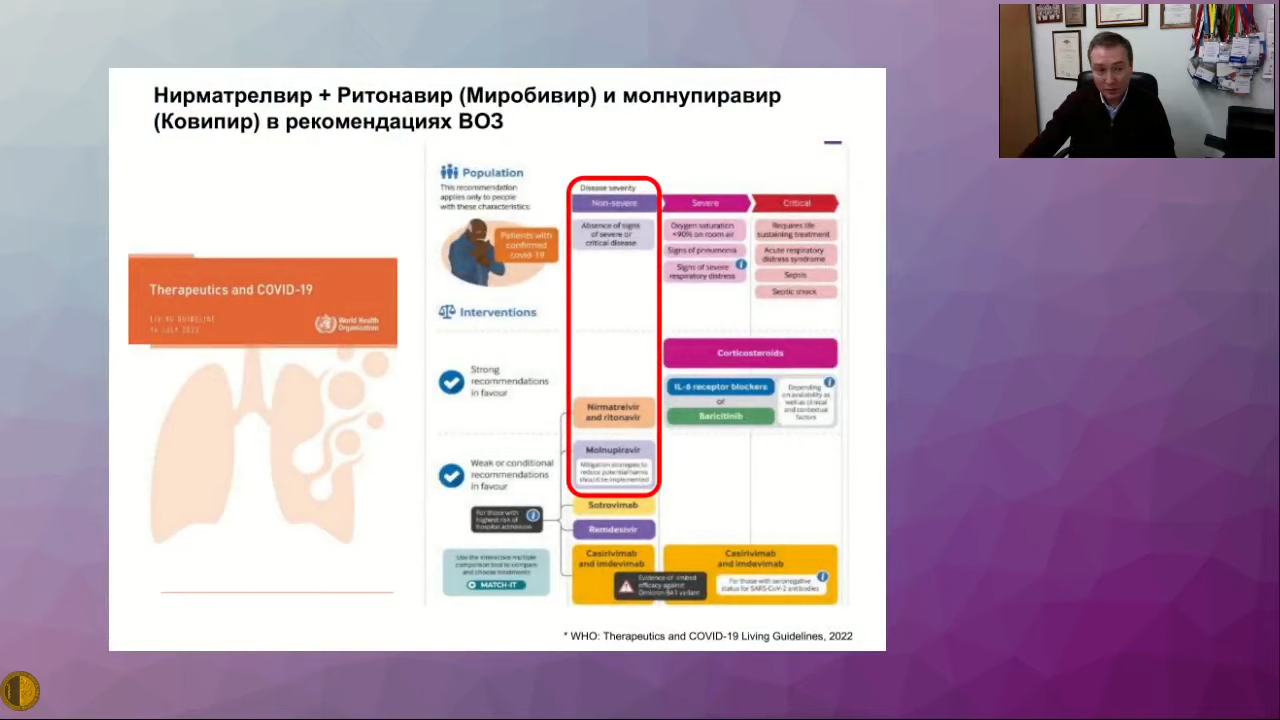 Нирматрелвир + Ритонавир (Миробивир) и молнупиравир
(Ковипир) в рекомендациях ВОЗ
Population
This recommendation
applies only to people
with these characteristics:
Patients with
confirmed
covid-19
Disease severity
Non-severe
Severe
Critical
Absence of signs
of severe or
critical disease
Oxygen saturation
<90% on room air
Signs of pneumonia
Signs of severe
respiratory distress
Requires life
sustaining treatment
Acute respiratory
distress syndrome
Sepsis
Septic shock
Therapeutics and COVID-19
LIVING GUIDELINE
14 JULY 2022
World Health
Organization
Interventions
Strong
recommendations
in favour
Corticosteroids
IL-6 receptor blockers
or
Baricitinib
Depending
on availability as
well as clinical
and contextual
factors
Nirmatrelvir
and ritonavir
Weak or conditional
recommendations
in favour
Molnupiravir
Mitigation strategies to
reduce potential harms
should be implemented
For those with
highest risk of
hospital admission
Sotrovimab
Remdesivir
Use the interactive multiple
comparison tool to compare
and choose treatments
MATCH-IT
Casirivimab
and imdevimab
Casirivimab
and imdevimab
Evidence of limited
efficacy against
Omicron BA1 variant
For those with seronegative
status for SARS-CoV-2 antibodies
* WHO: Therapeutics and COVID-19 Living Guidelines, 2022